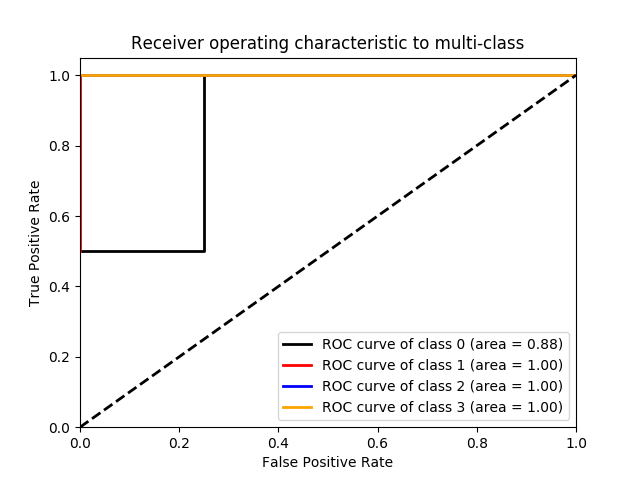 Receiver operating characteristic to multi-class
1.0
0.8
0.6
0.4
0.2
0.0
True Positive Rate
ROC curve of class 0 (area = 0.88)
ROC curve of class 1 (area = 1.00)
ROC curve of class 2 (area = 1.00)
ROC curve of class 3 (area = 1.00)
0.0 0.2 0.4 0.6 0.8 1.0
False Positive Rate